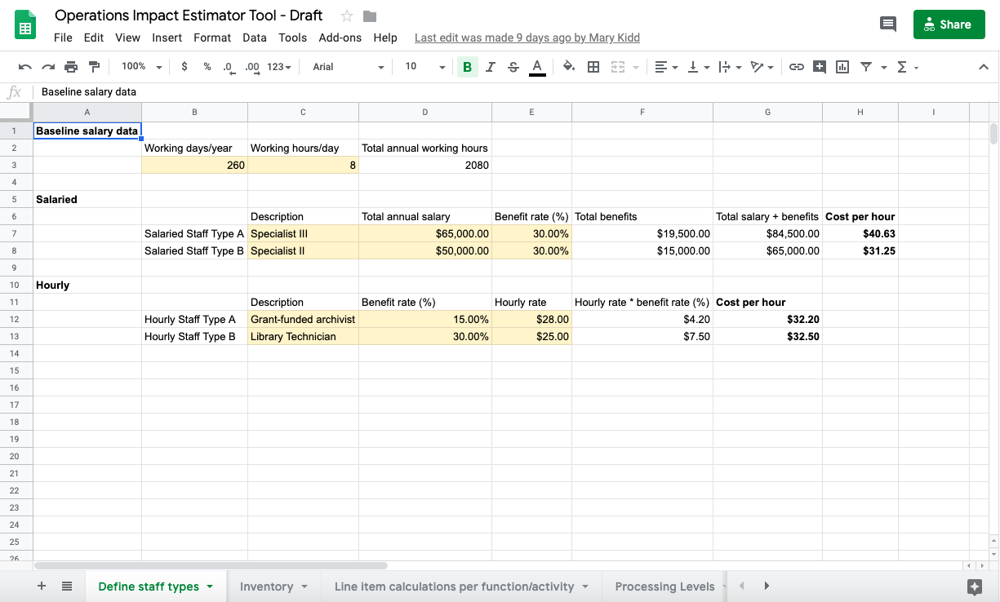 Operations Impact Estimator Tool - Draft
File Edit View Insert Format Data Tools Add-ons Help Last edit was made 9 days ago by Mary Kidd
Share
100% $ % .0 .00 123 Arial 10 B I S A Σ
fx Baseline salary data
A B C D E F G H I
1 Baseline salary data
2 Working days/year Working hours/day Total annual working hours
3 260 8 2080
4
5 Salaried
6 Description Total annual salary Benefit rate (%) Total benefits Total salary + benefits Cost per hour
7 Salaried Staff Type A Specialist III $65,000.00 30.00% $19,500.00 $84,500.00 $40.63
8 Salaried Staff Type B Specialist II $50,000.00 30.00% $15,000.00 $65,000.00 $31.25
9
10 Hourly
11 Description Benefit rate (%) Hourly rate Hourly rate * benefit rate (%) Cost per hour
12 Hourly Staff Type A Grant-funded archivist 15.00% $28.00 $4.20 $32.20
13 Hourly Staff Type B Library Technician 30.00% $25.00 $7.50 $32.50
14
15
16
17
18
19
20
21
22
23
24
25
26
+ Define staff types Inventory Line item calculations per function/activity Processing Levels